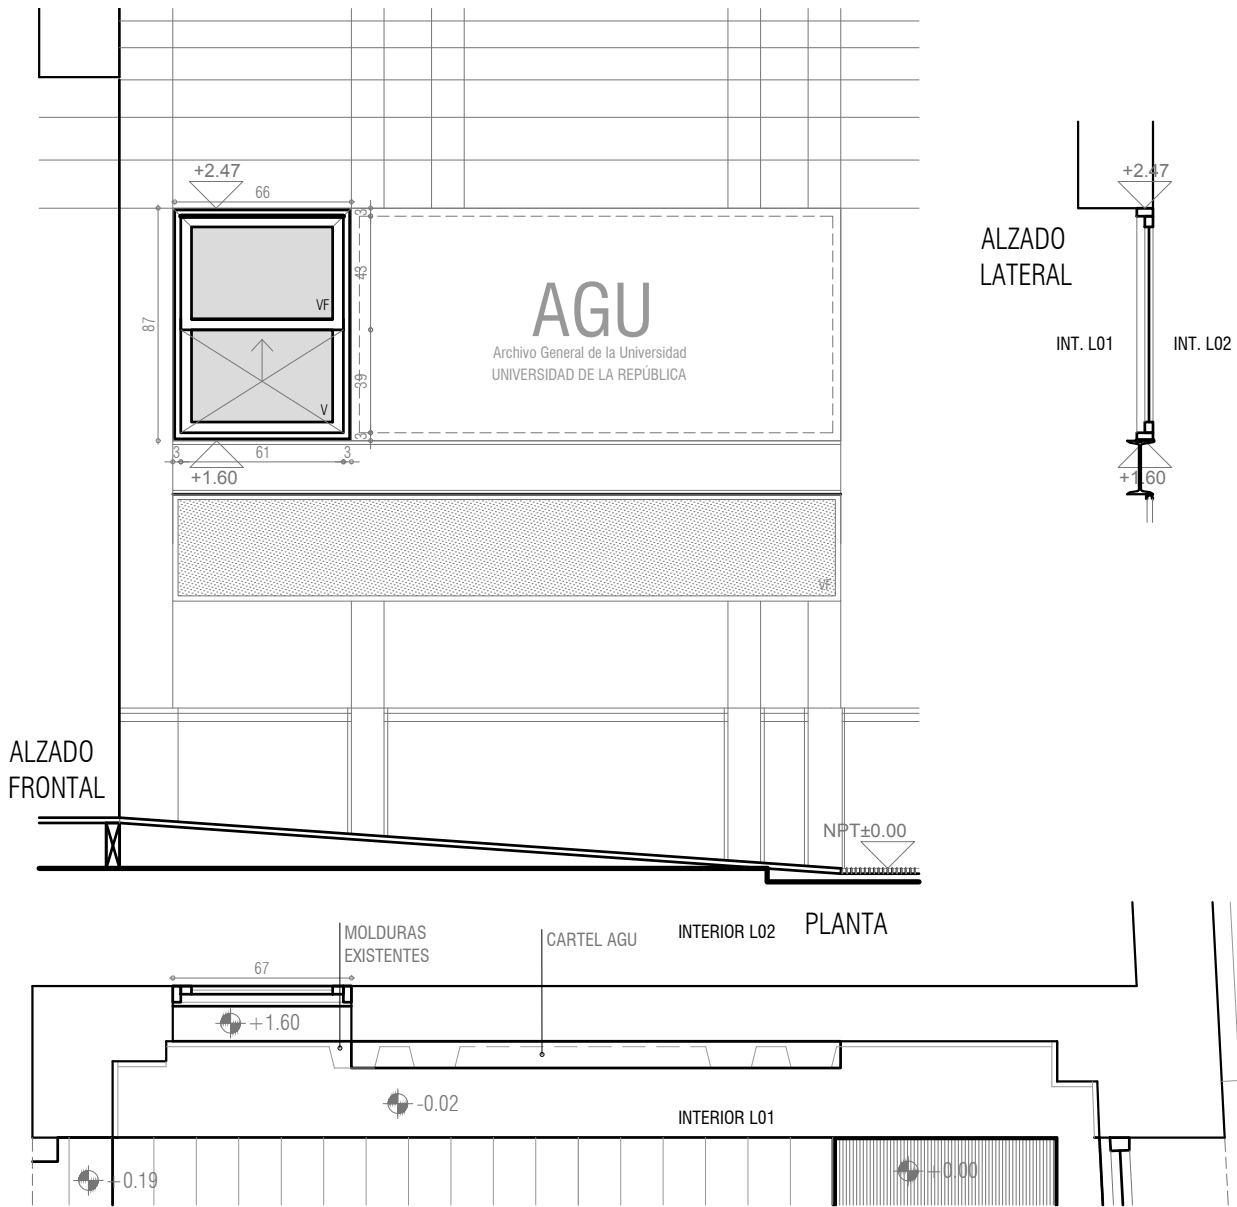 +2.47
66
3
43
VF
87
39
V
3
3
61
3
+1.60
AGU
Archivo General de la Universidad
UNIVERSIDAD DE LA REPÚBLICA
VF
+2.47
ALZADO
LATERAL
INT. L01
INT. L02
+1.60
ALZADO
FRONTAL
NPT±0.00
MOLDURAS
EXISTENTES
CARTEL AGU
INTERIOR L02
PLANTA
67
+1.60
-0.02
INTERIOR L01
+0.00